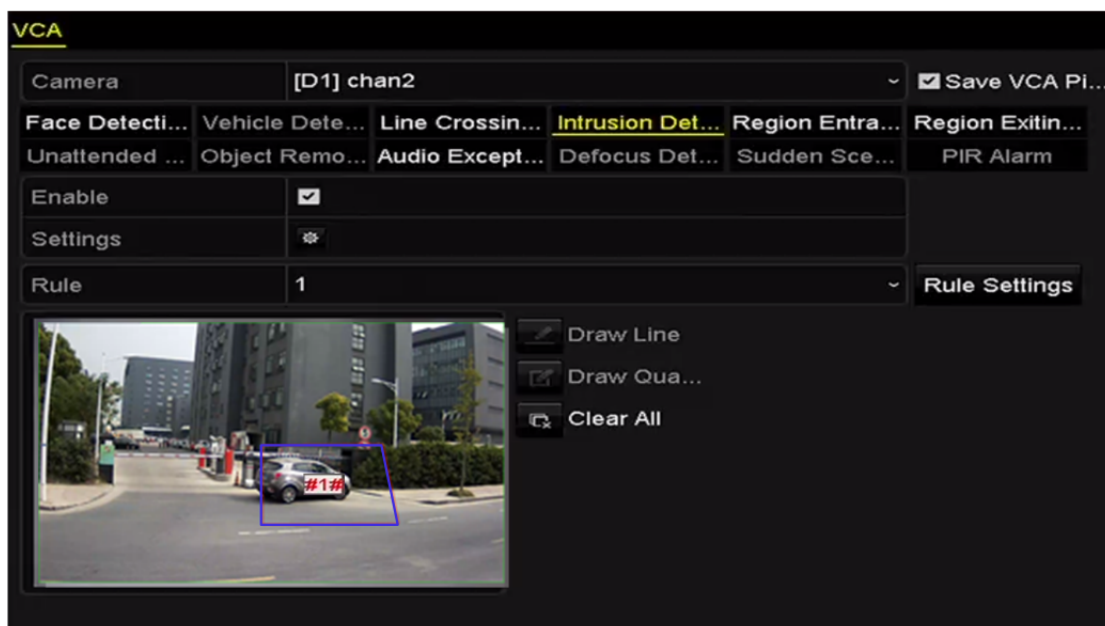 VCA
Camera [D1] chan2 Save VCA Pi...
Face Detecti... Vehicle Dete... Line Crossin... Intrusion Det... Region Entra... Region Exitin...
Unattended ... Object Remo... Audio Except... Defocus Det... Sudden Sce... PIR Alarm
Enable
Settings
Rule 1 Rule Settings
Draw Line
Draw Qua...
Clear All
#1#